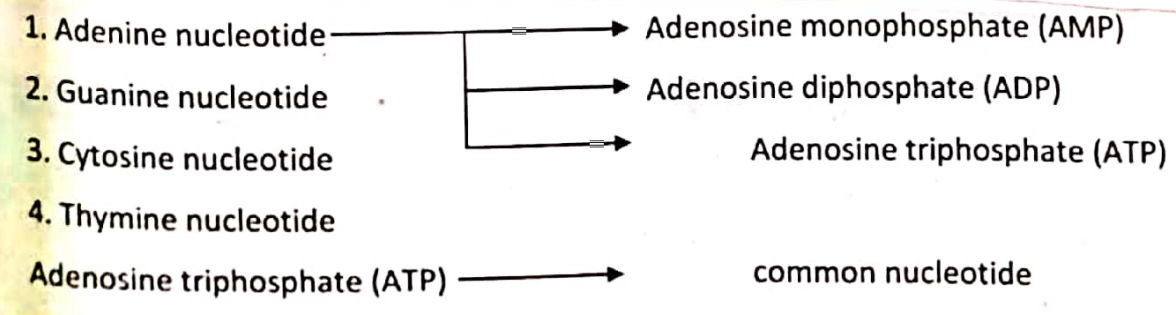 1. Adenine nucleotide Adenosine monophosphate (AMP)
2. Guanine nucleotide Adenosine diphosphate (ADP)
3. Cytosine nucleotide Adenosine triphosphate (ATP)
4. Thymine nucleotide
Adenosine triphosphate (ATP) common nucleotide